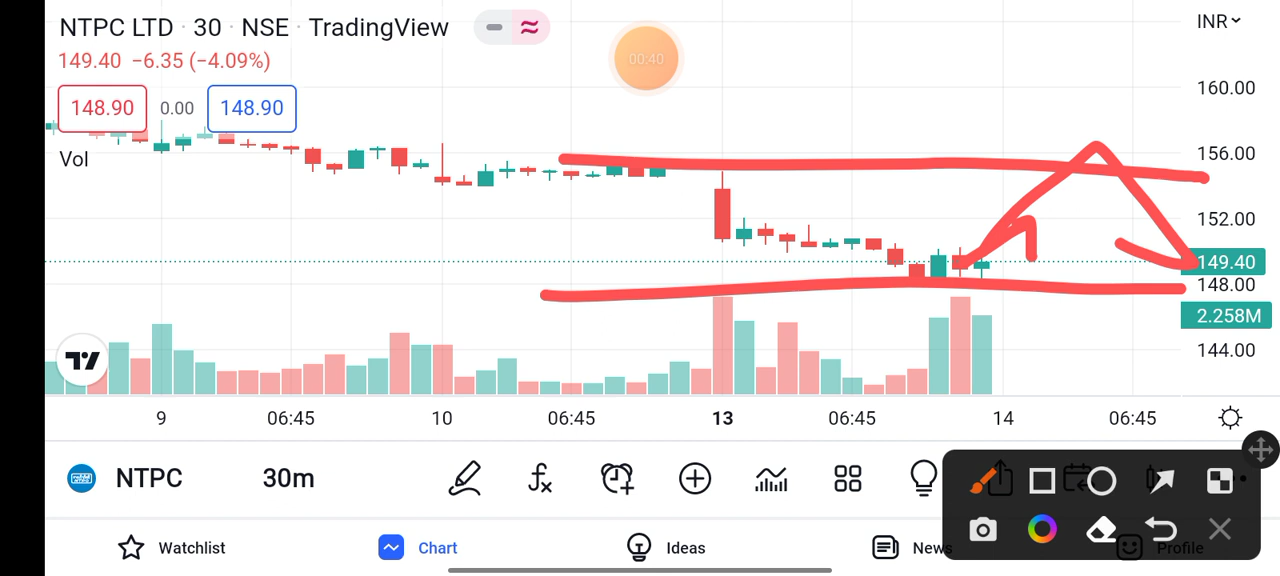 NTPC LTD · 30 · NSE · TradingView
INR
149.40 −6.35 (−4.09%)
00:40
148.90 0.00 148.90
160.00
Vol
156.00
152.00
149.40
148.00
2.258M
144.00
9 06:45 10 06:45 13 06:45 14 06:45
NTPC 30m
Watchlist Chart Ideas News Profile